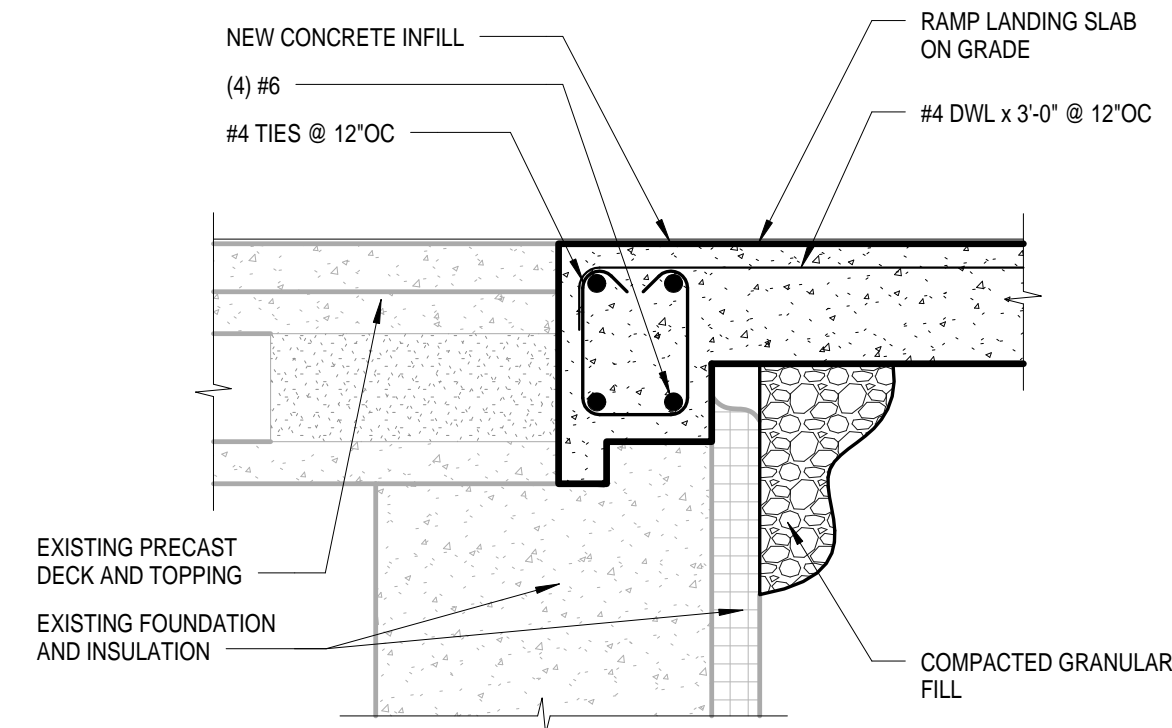 NEW CONCRETE INFILL
(4) #6
#4 TIES @ 12"OC
RAMP LANDING SLAB
ON GRADE
#4 DWL x 3'-0" @ 12"OC
EXISTING PRECAST
DECK AND TOPPING
EXISTING FOUNDATION
AND INSULATION
COMPACTED GRANULAR
FILL